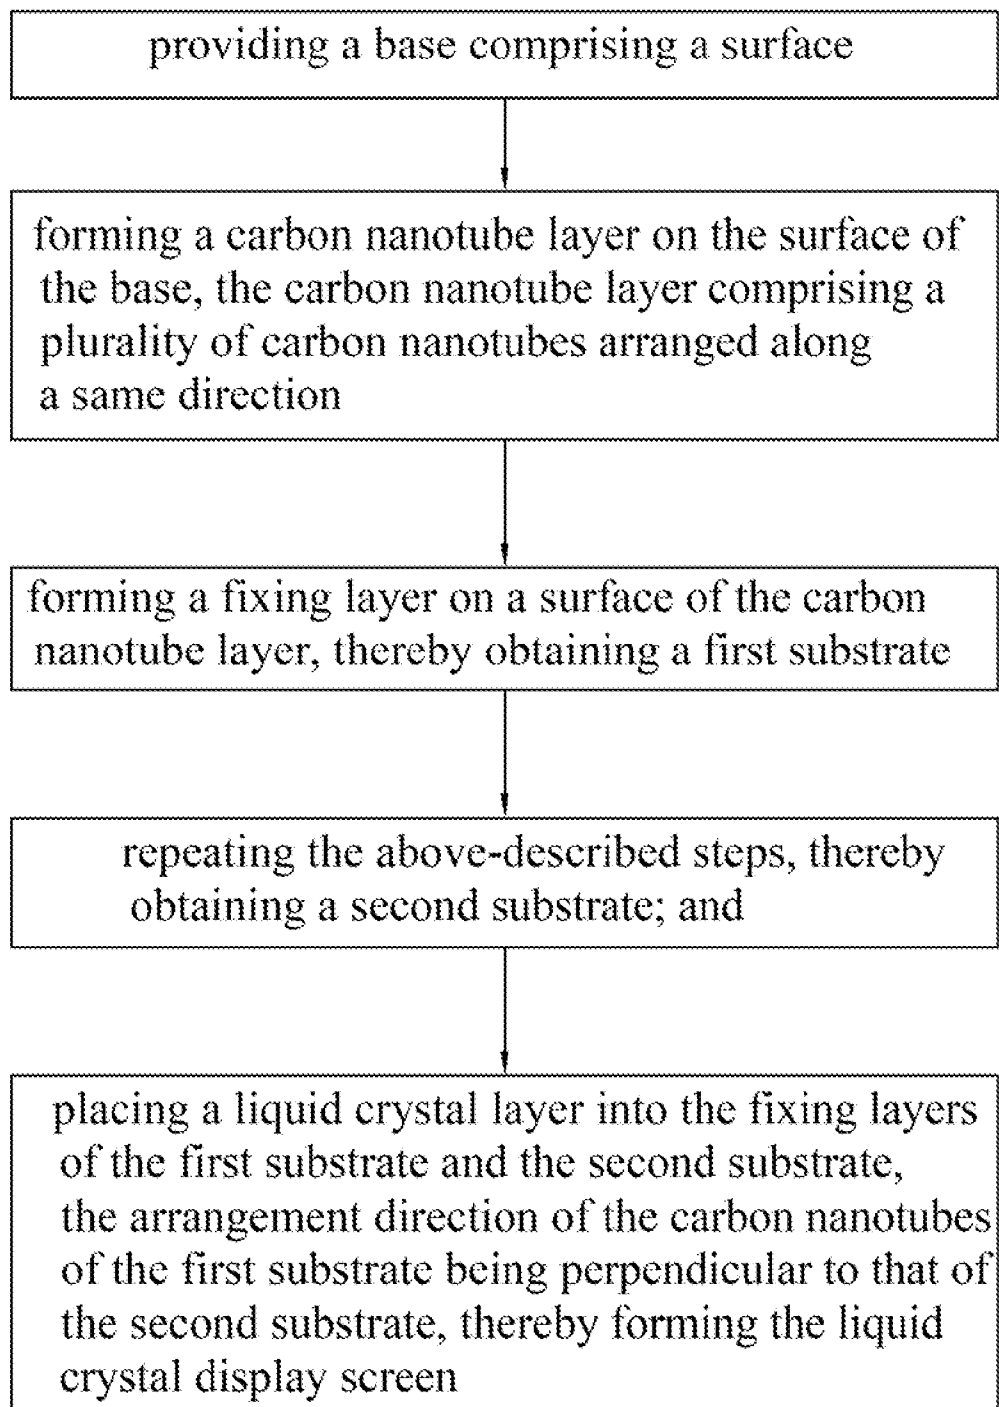 providing a base comprising a surface
forming a carbon nanotube layer on the surface of
the base, the carbon nanotube layer comprising a
plurality of carbon nanotubes arranged along
a same direction
forming a fixing layer on a surface of the carbon
nanotube layer, thereby obtaining a first substrate
repeating the above-described steps, thereby
obtaining a second substrate; and
placing a liquid crystal layer into the fixing layers
of the first substrate and the second substrate,
the arrangement direction of the carbon nanotubes
of the first substrate being perpendicular to that of
the second substrate, thereby forming the liquid
crystal display screen